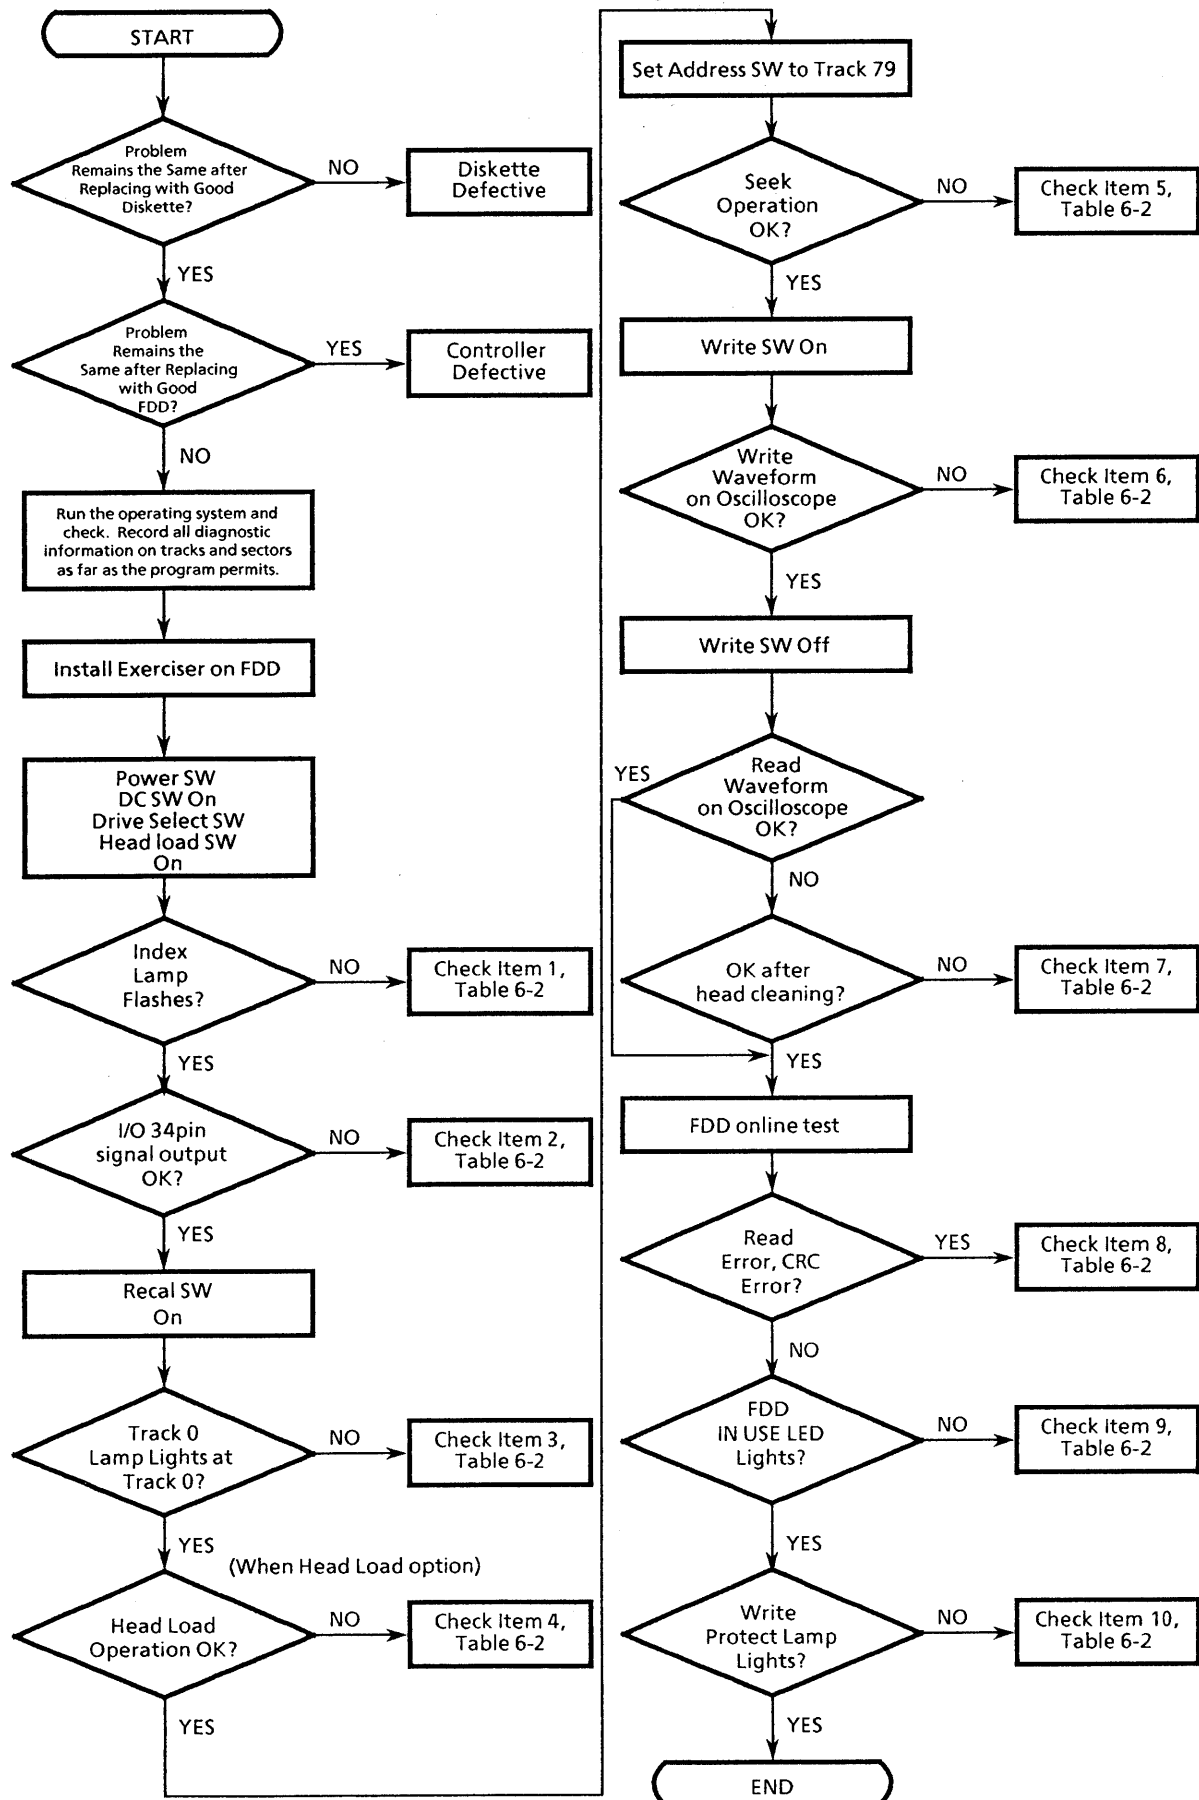 START
Problem
Remains the Same after
Replacing with Good
Diskette?
NO
Diskette
Defective
YES
Problem
Remains the
Same after Replacing
with Good
FDD?
YES
Controller
Defective
NO
Run the operating system and
check. Record all diagnostic
information on tracks and sectors
as far as the program permits.
Install Exerciser on FDD
Power SW
DC SW On
Drive Select SW
Head load SW
On
Index
Lamp
Flashes?
NO
Check Item 1,
Table 6-2
YES
I/O 34pin
signal output
OK?
NO
Check Item 2,
Table 6-2
YES
Recal SW
On
Track 0
Lamp Lights at
Track 0?
NO
Check Item 3,
Table 6-2
YES
(When Head Load option)
Head Load
Operation OK?
NO
Check Item 4,
Table 6-2
YES
Set Address SW to Track 79
Seek
Operation
OK?
NO
Check Item 5,
Table 6-2
YES
Write SW On
Write
Waveform
on Oscilloscope
OK?
NO
Check Item 6,
Table 6-2
YES
Write SW Off
Read
Waveform
on Oscilloscope
OK?
YES
NO
OK after
head cleaning?
NO
Check Item 7,
Table 6-2
YES
FDD online test
Read
Error, CRC
Error?
YES
Check Item 8,
Table 6-2
NO
FDD
IN USE LED
Lights?
NO
Check Item 9,
Table 6-2
YES
Write
Protect Lamp
Lights?
NO
Check Item 10,
Table 6-2
YES
END